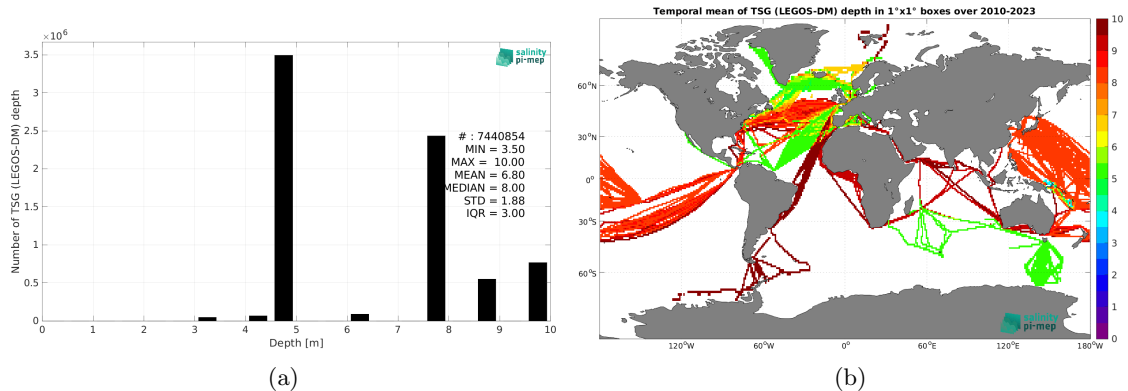 ×10⁶
3.5
3
2.5
2
1.5
1
0.5
0
Number of TSG (LEGOS-DM) depth
salinity
pi-mep
# : 7440854
MIN = 3.50
MAX = 10.00
MEAN = 6.80
MEDIAN = 8.00
STD = 1.88
IQR = 3.00
0 1 2 3 4 5 6 7 8 9 10
Depth [m]
(a)
Temporal mean of TSG (LEGOS-DM) depth in 1°x1° boxes over 2010-2023
60°N
30°N
0°
30°S
60°S
120°W 60°W 0° 60°E 120°E 180°W
salinity
pi-mep
10
9
8
7
6
5
4
3
2
1
0
(b)